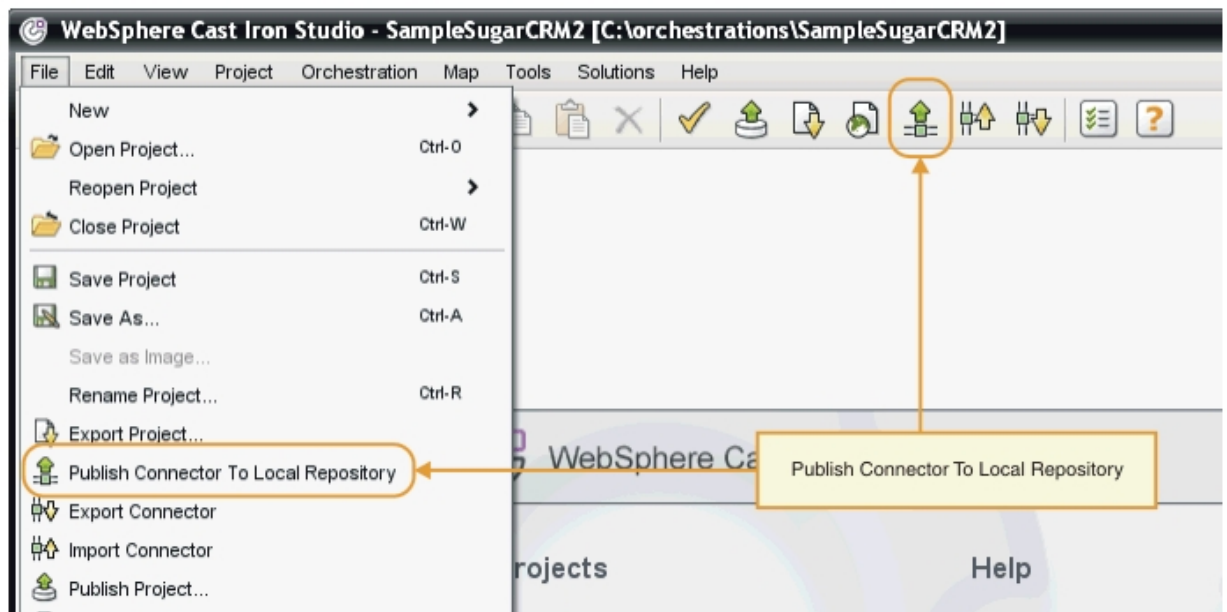 WebSphere Cast Iron Studio - SampleSugarCRM2 [C:\orchestrations\SampleSugarCRM2]
File Edit View Project Orchestration Map Tools Solutions Help
New
Open Project... Ctrl-O
Reopen Project
Close Project Ctrl-W
Save Project Ctrl-S
Save As... Ctrl-A
Save as Image...
Rename Project... Ctrl-R
Export Project...
Publish Connector To Local Repository
Export Connector
Import Connector
Publish Project...
WebSphere Ca
Publish Connector To Local Repository
rojects
Help